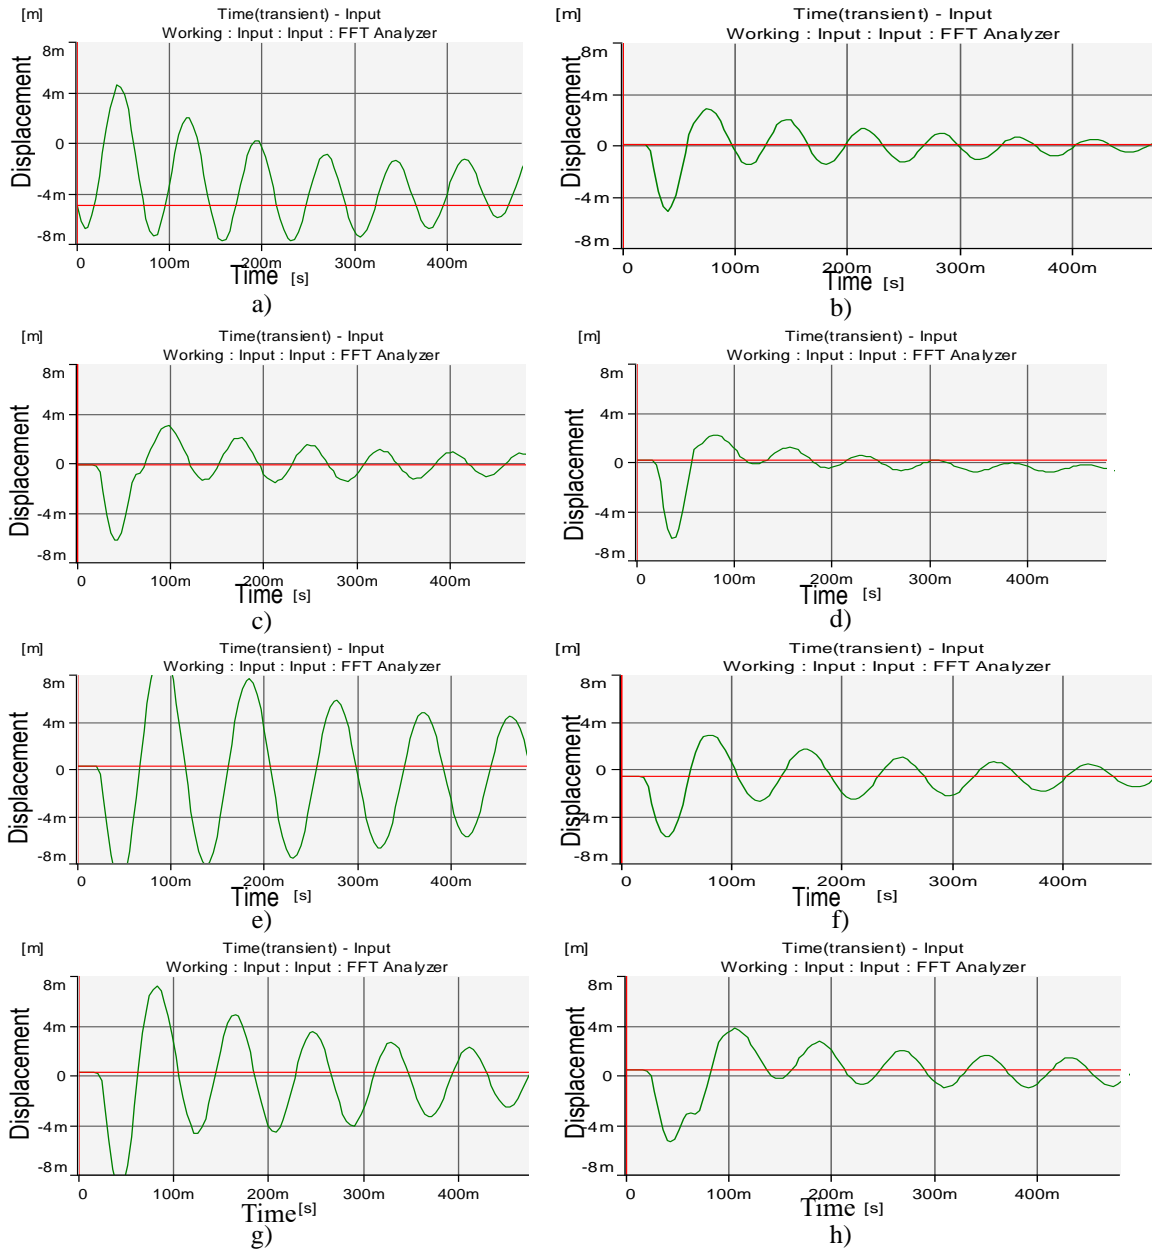 [m]
Time(transient) - Input
Working : Input : Input : FFT Analyzer
8m
4m
0
-4m
-8m
Displacement
0
100m
200m
300m
400m
Time [s]
a)
[m]
Time(transient) - Input
Working : Input : Input : FFT Analyzer
8m
4m
0
-4m
-8m
Displacement
0
100m
200m
300m
400m
Time [s]
b)
[m]
Time(transient) - Input
Working : Input : Input : FFT Analyzer
8m
4m
0
-4m
-8m
Displacement
0
100m
200m
300m
400m
Time [s]
c)
[m]
Time(transient) - Input
Working : Input : Input : FFT Analyzer
8m
4m
0
-4m
-8m
Displacement
0
100m
200m
300m
400m
Time [s]
d)
[m]
Time(transient) - Input
Working : Input : Input : FFT Analyzer
8m
4m
0
-4m
-8m
Displacement
0
100m
200m
300m
400m
Time [s]
e)
[m]
Time(transient) - Input
Working : Input : Input : FFT Analyzer
8m
4m
0
-4m
-8m
Displacement
0
100m
200m
300m
400m
Time [s]
f)
[m]
Time(transient) - Input
Working : Input : Input : FFT Analyzer
8m
4m
0
-4m
-8m
Displacement
0
100m
200m
300m
400m
Time[s]
g)
[m]
Time(transient) - Input
Working : Input : Input : FFT Analyzer
8m
4m
0
-4m
-8m
Displacement
0
100m
200m
300m
400m
Time [s]
h)